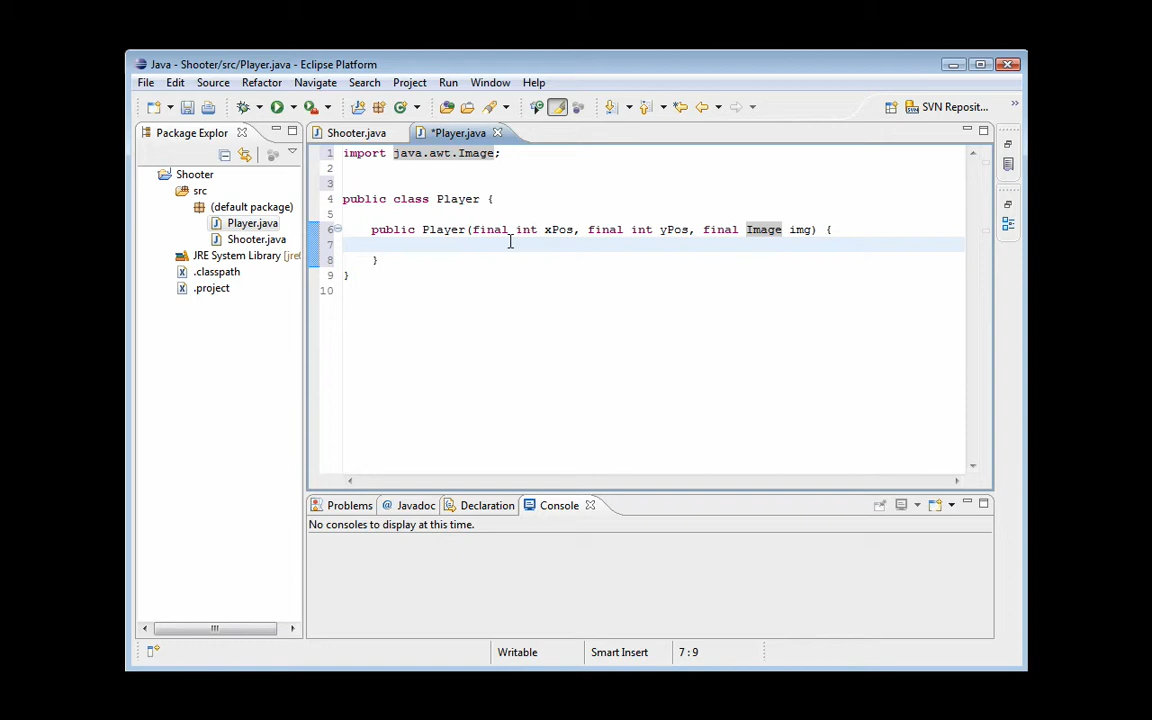 Java - Shooter/src/Player.java - Eclipse Platform
File Edit Source Refactor Navigate Search Project Run Window Help
SVN Reposit... »
Package Explor
Shooter.java *Player.java
Shooter
src
(default package)
Player.java
Shooter.java
JRE System Library [jre
.classpath
.project
1 import java.awt.Image;
2
3
4 public class Player {
5
6 public Player(final int xPos, final int yPos, final Image img) {
7
8 }
9 }
10
Problems @ Javadoc Declaration Console
No consoles to display at this time.
Writable Smart Insert 7 : 9